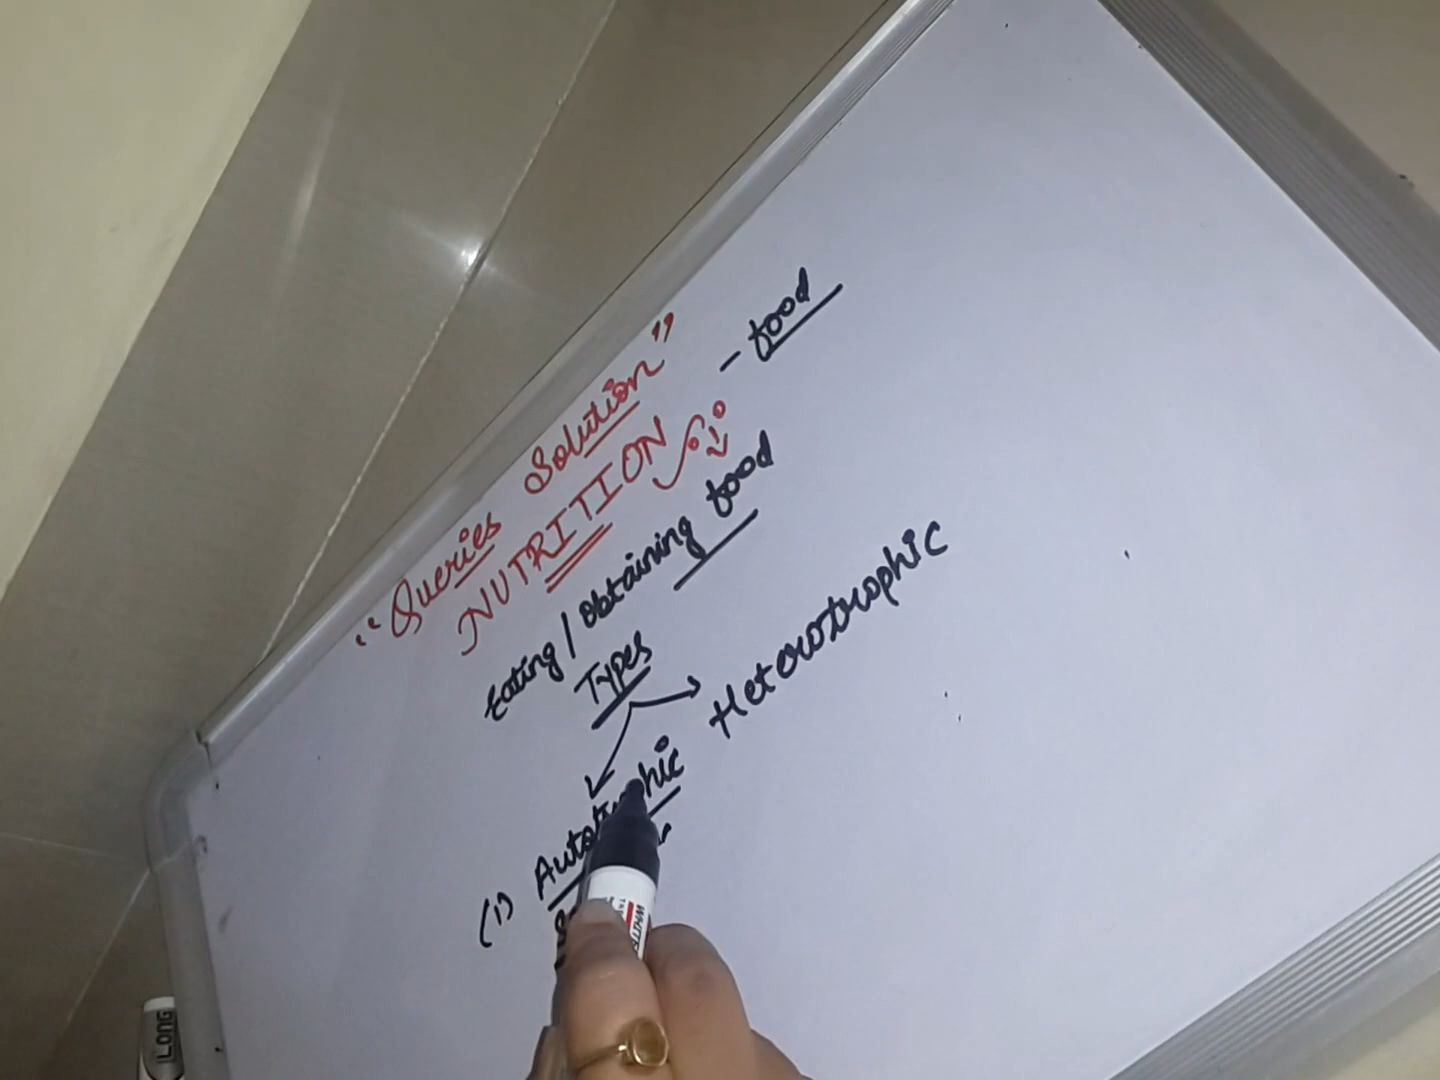 "Queries Solution"
NUTRITION
- food
Eating / Obtaining food
Types
Heterotrophic
(1) Autotrophic
LONG